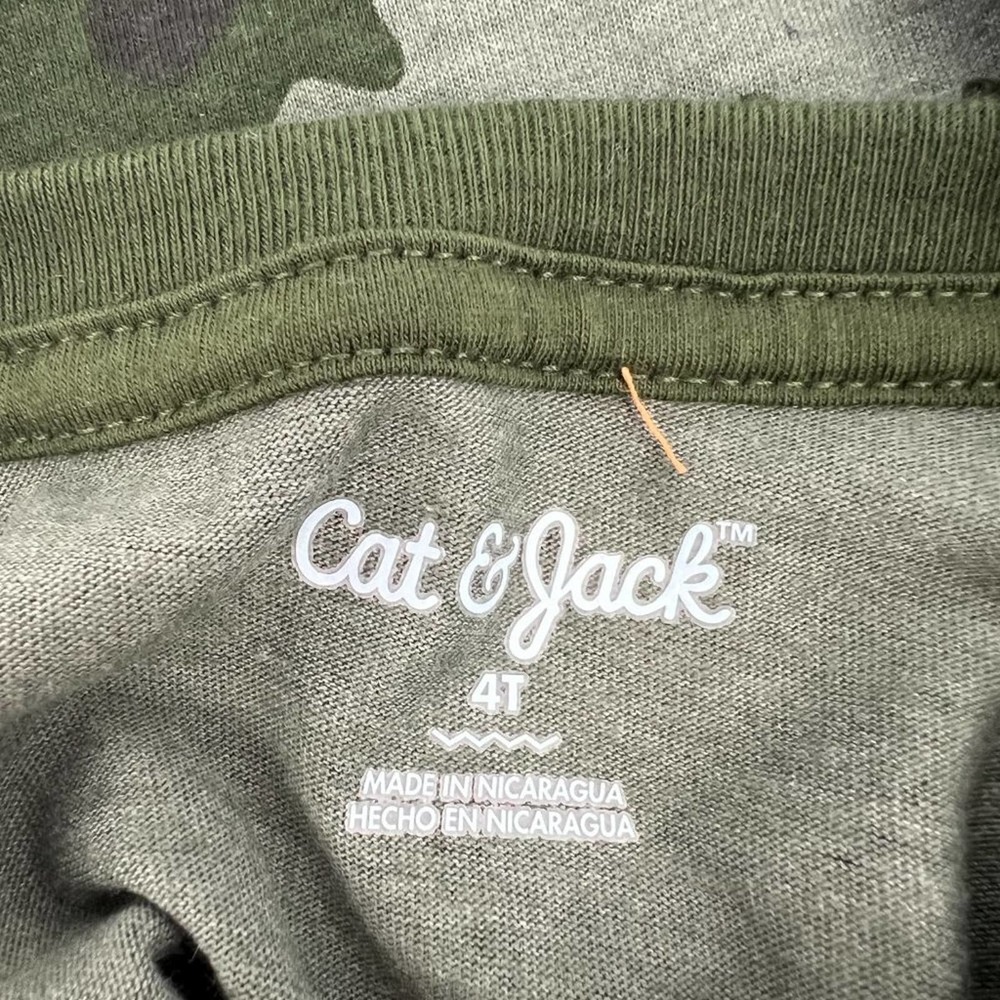 Cat & Jack™
4T
MADE IN NICARAGUA
HECHO EN NICARAGUA